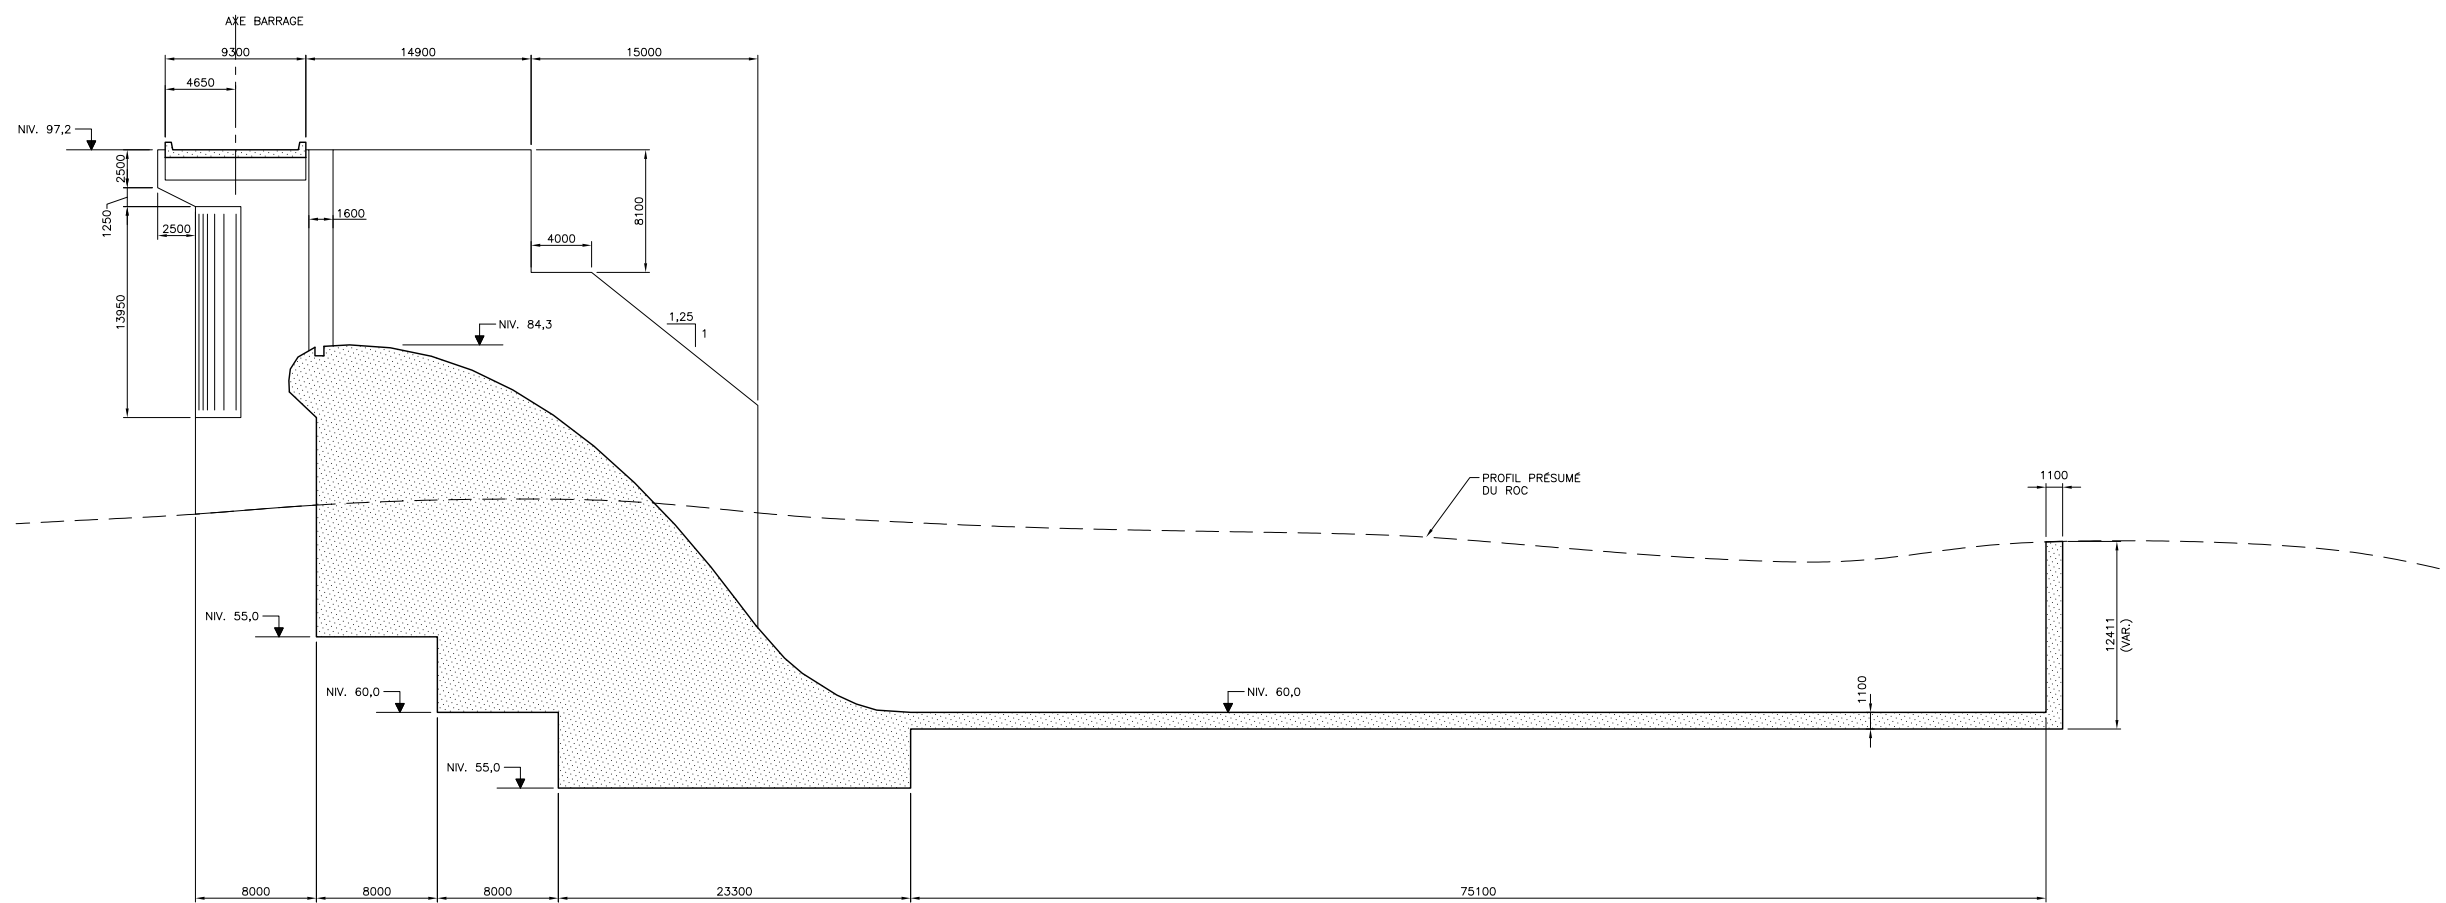 AXE BARRAGE
9300
14900
15000
4650
NIV. 97,2
2500
1250
2500
1600
8100
4000
13950
1,25
1
NIV. 84,3
PROFIL PRÉSUMÉ
DU ROC
1100
NIV. 55,0
12411
(VAR.)
NIV. 60,0
NIV. 60,0
1100
NIV. 55,0
8000
8000
8000
23300
75100